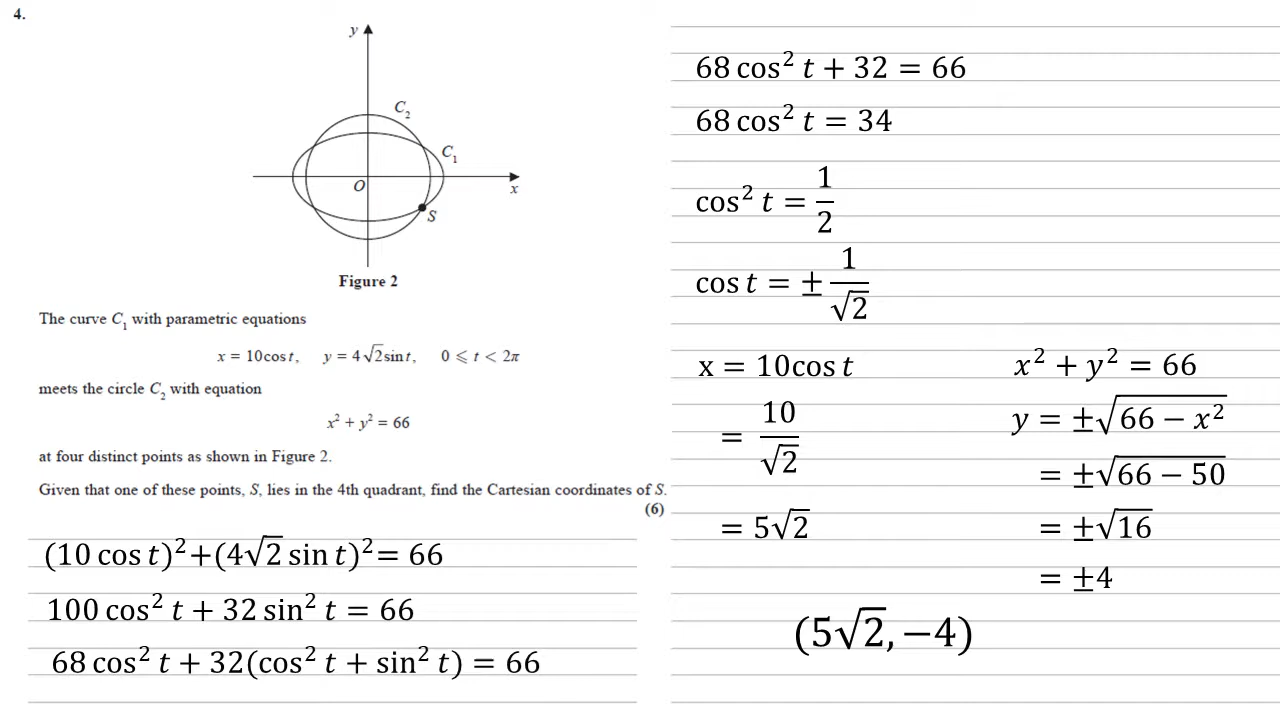 4.
y
C₂
C₁
O
x
S
Figure 2
The curve C₁ with parametric equations
x = 10cos t, y = 4√2sin t, 0 ⩽ t < 2π
meets the circle C₂ with equation
x² + y² = 66
at four distinct points as shown in Figure 2.
Given that one of these points, S, lies in the 4th quadrant, find the Cartesian coordinates of S.
(6)
(10 cos t)²+(4√2 sin t)²= 66
100 cos² t + 32 sin² t = 66
68 cos² t + 32(cos² t + sin² t) = 66
68 cos² t + 32 = 66
68 cos² t = 34
cos² t = 1/2
cos t = ± 1/√2
x = 10cos t
= 10/√2
= 5√2
x² + y² = 66
y = ±√(66 − x²)
= ±√(66 − 50)
= ±√16
= ±4
(5√2, −4)